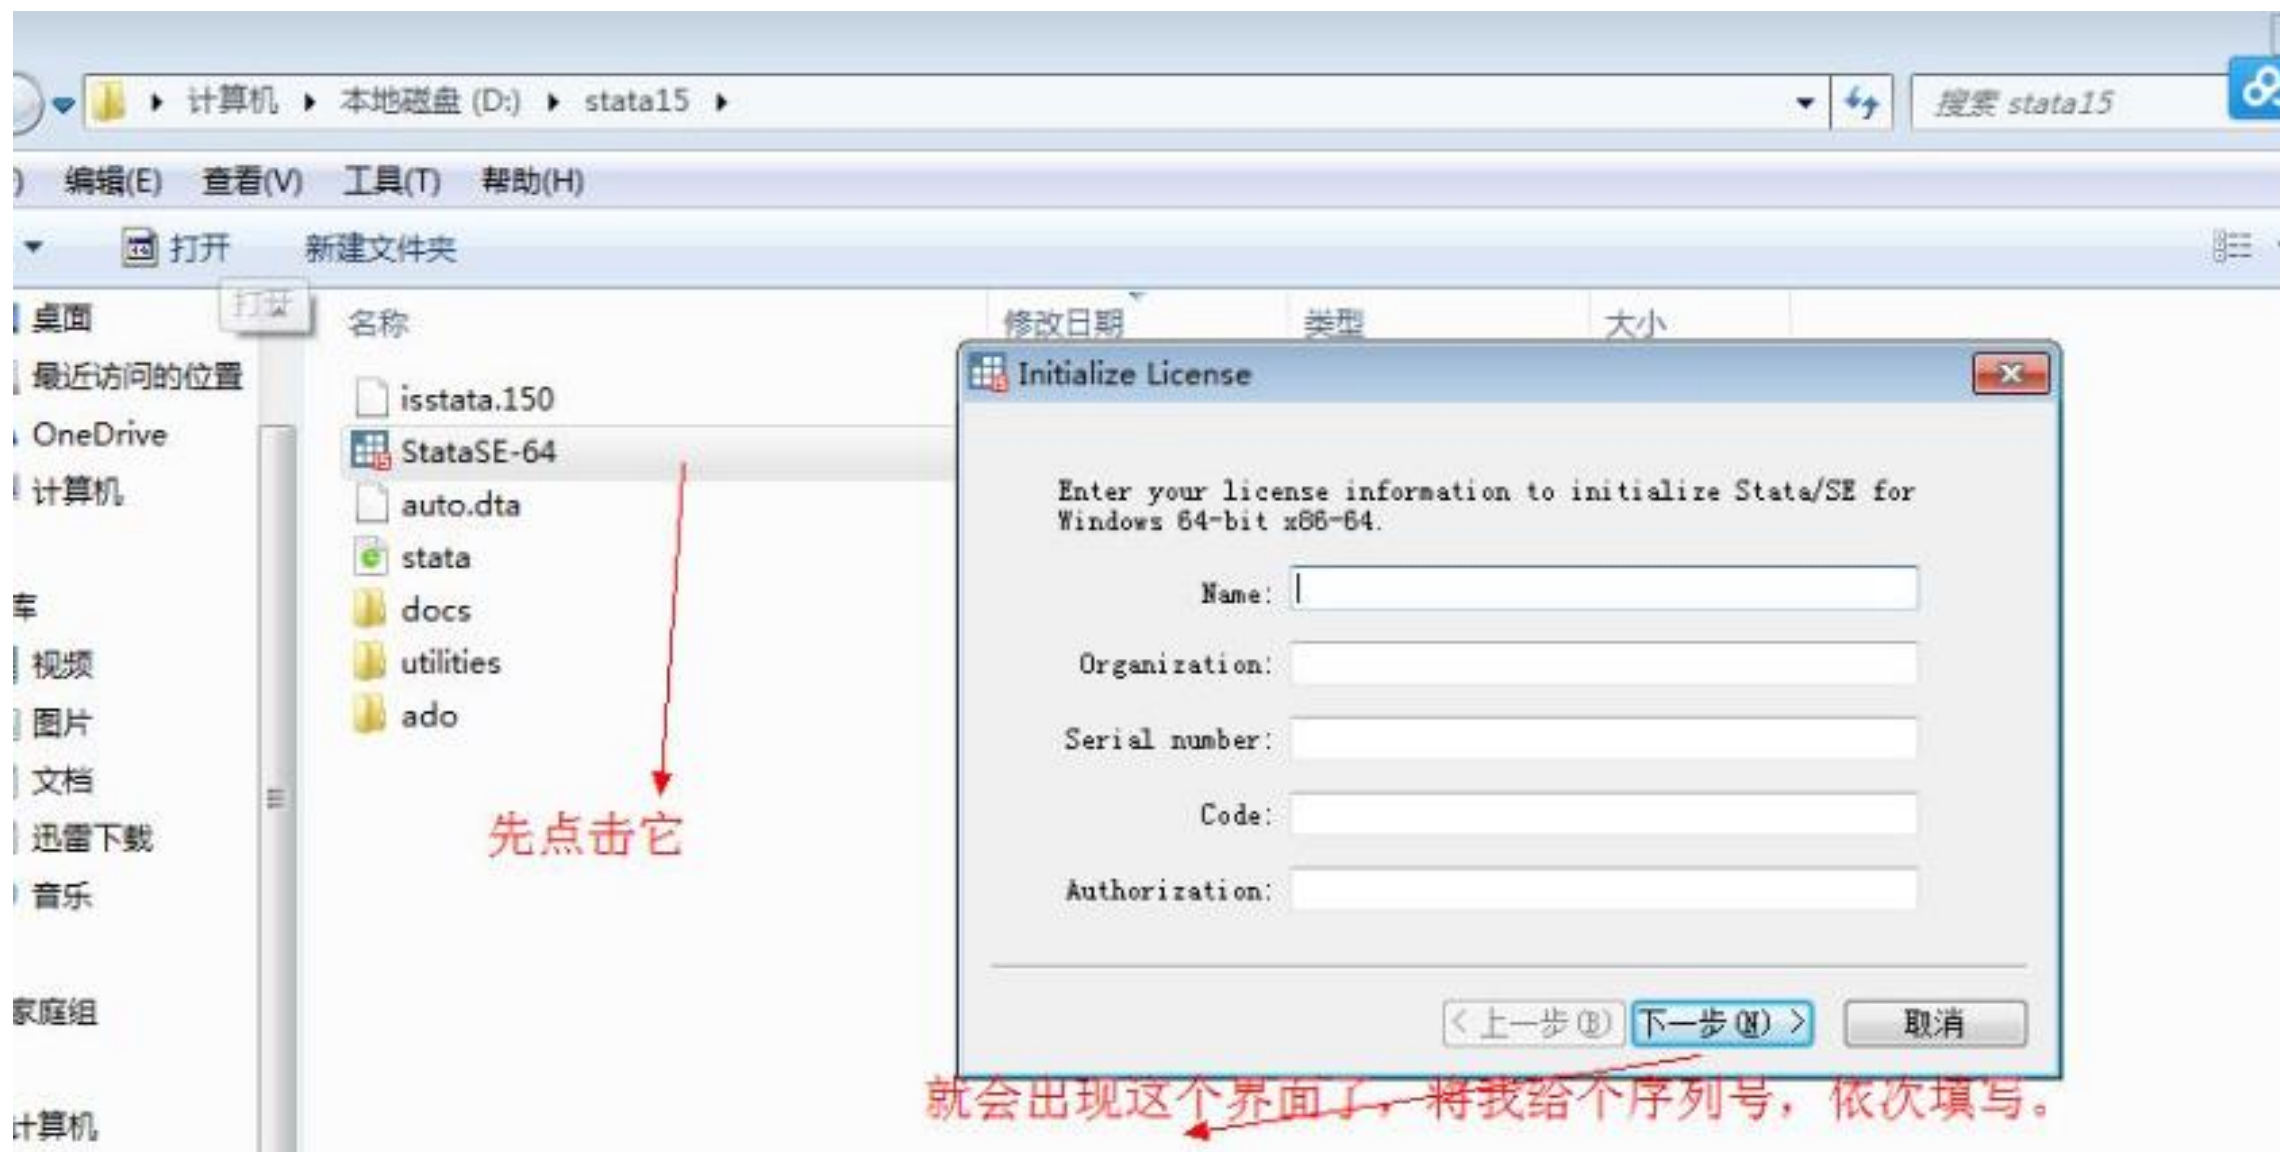 计算机 本地磁盘 (D:) stata15
搜索 stata15
) 编辑(E) 查看(V) 工具(T) 帮助(H)
打开 新建文件夹
打开
桌面
最近访问的位置
OneDrive
计算机
库
视频
图片
文档
迅雷下载
音乐
家庭组
计算机
名称 修改日期 类型 大小
isstata.150
StataSE-64
auto.dta
stata
docs
utilities
ado
先点击它
Initialize License
Enter your license information to initialize Stata/SE for
Windows 64-bit x86-64.
Name:
Organization:
Serial number:
Code:
Authorization:
< 上一步(B) 下一步(N) > 取消
就会出现这个界面了，将我给个序列号，依次填写。